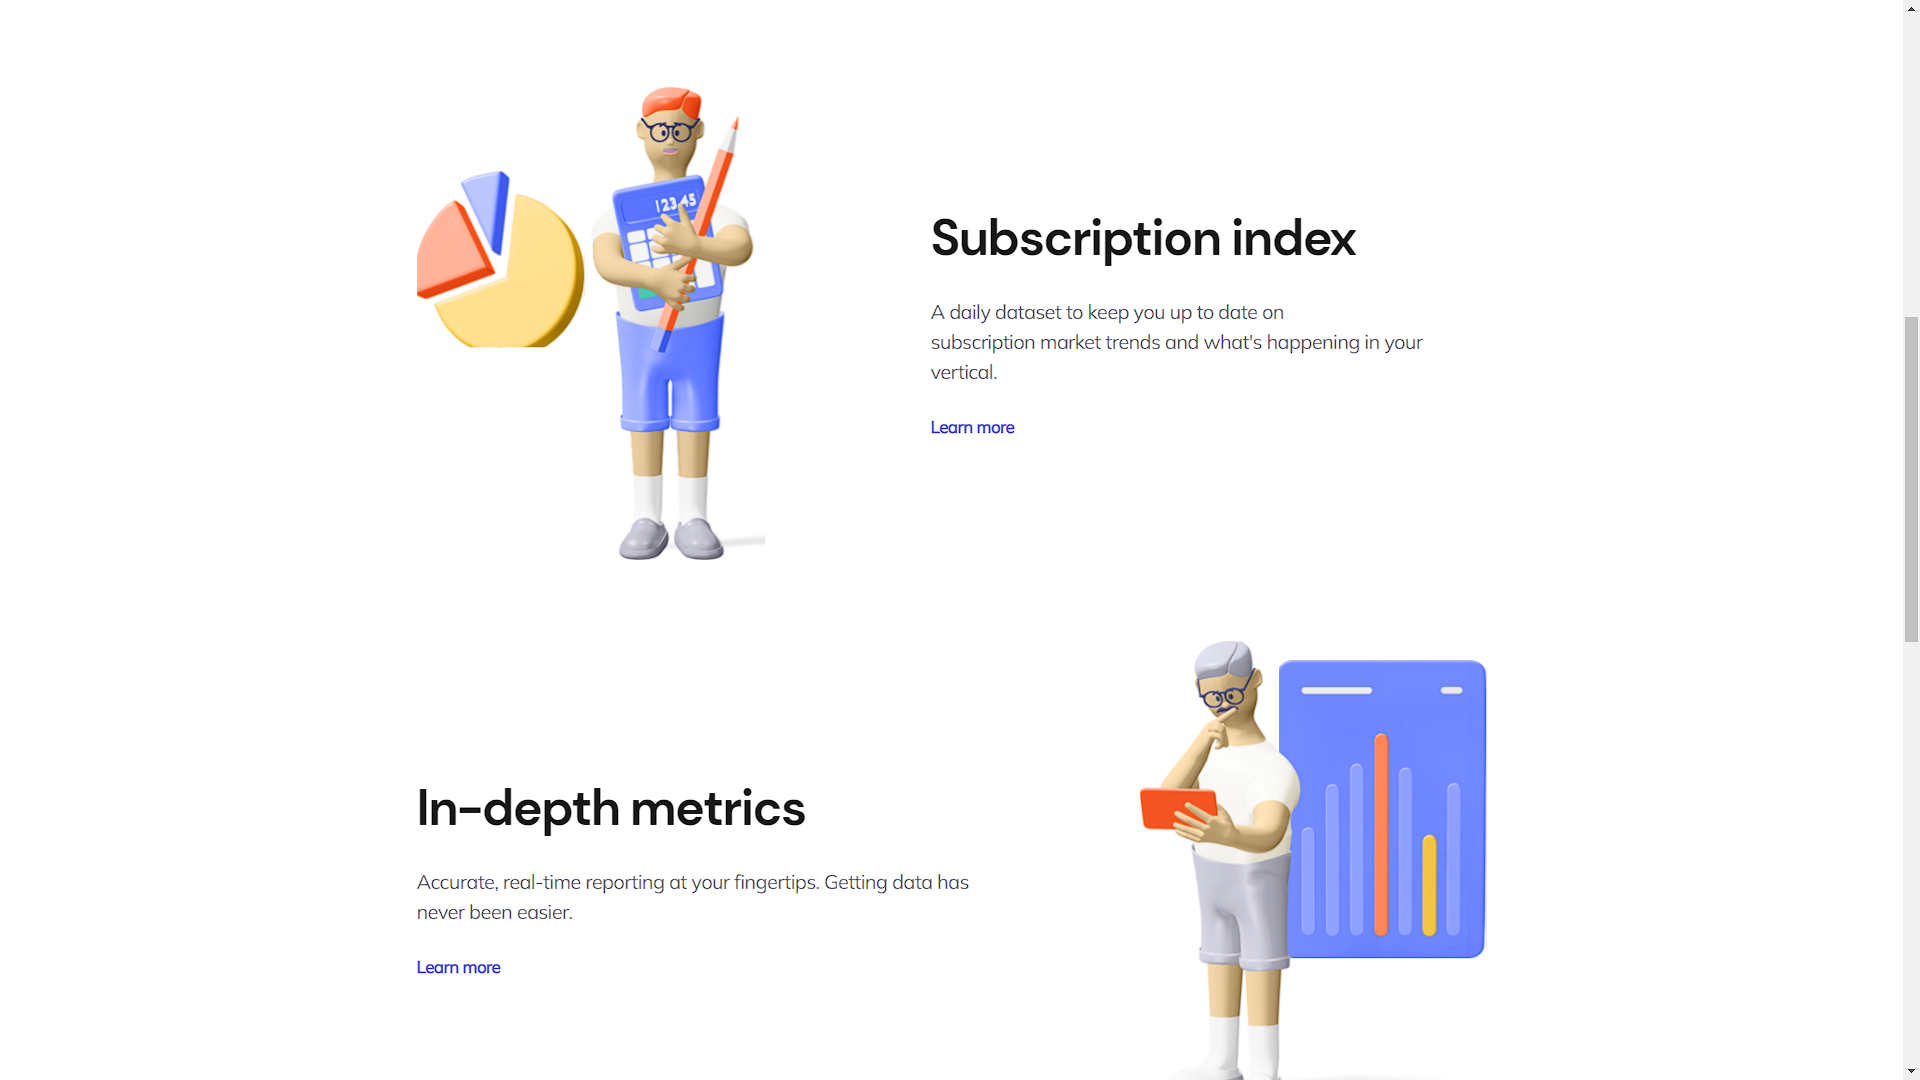 123.45
Subscription index
A daily dataset to keep you up to date on
subscription market trends and what's happening in your
vertical.
Learn more
In-depth metrics
Accurate, real-time reporting at your fingertips. Getting data has
never been easier.
Learn more